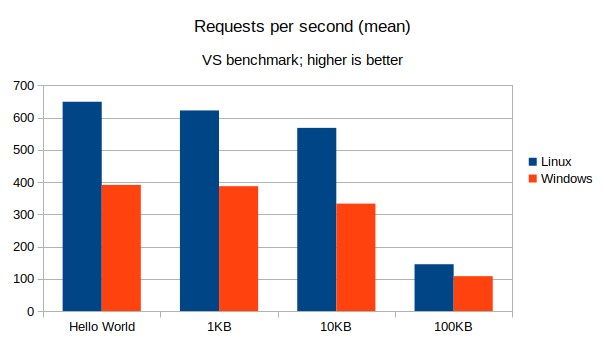 Requests per second (mean)
VS benchmark; higher is better
700
600
500
400
300
200
100
0
Hello World 1KB 10KB 100KB
Linux
Windows